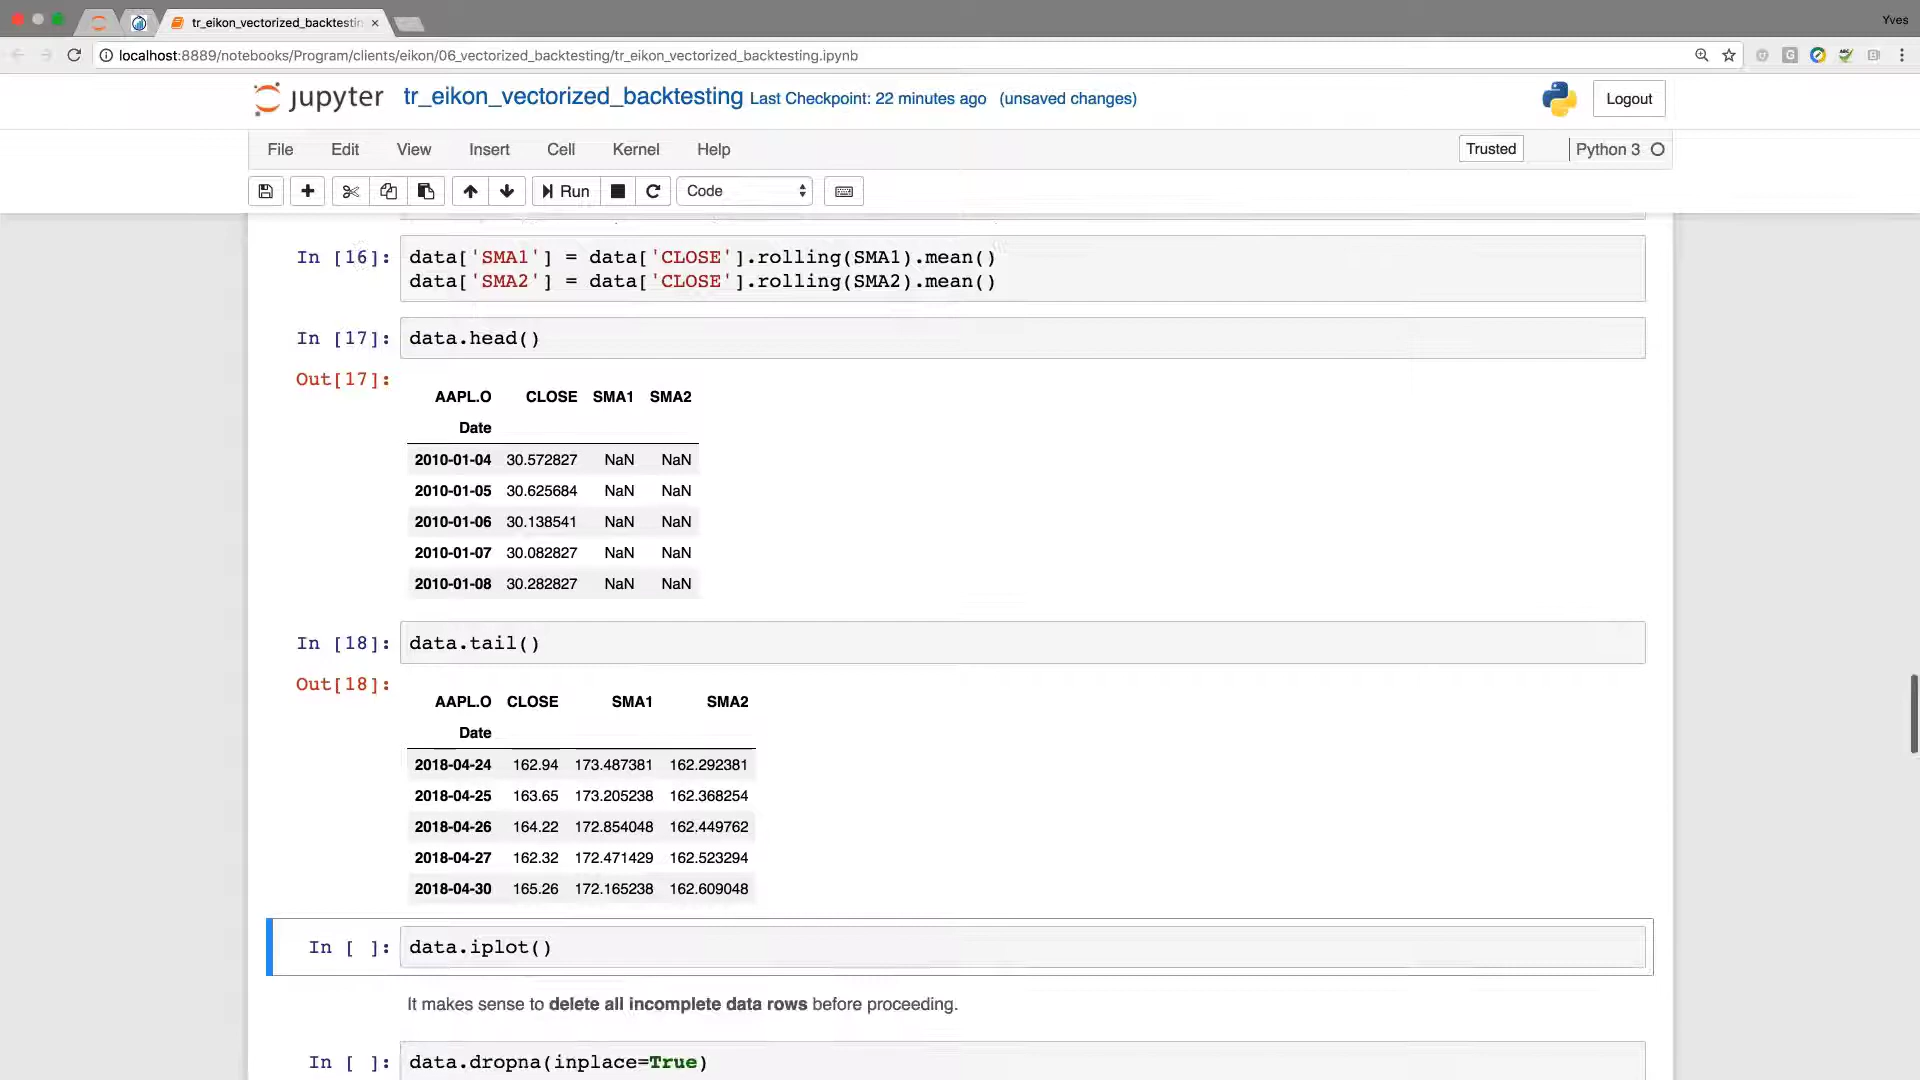 Yves
tr_eikon_vectorized_backtestin
localhost:8889/notebooks/Program/clients/eikon/06_vectorized_backtesting/tr_eikon_vectorized_backtesting.ipynb
jupyter tr_eikon_vectorized_backtesting Last Checkpoint: 22 minutes ago (unsaved changes)
Logout
File Edit View Insert Cell Kernel Help
Trusted Python 3
Run Code
In [16]: data['SMA1'] = data['CLOSE'].rolling(SMA1).mean()
data['SMA2'] = data['CLOSE'].rolling(SMA2).mean()
In [17]: data.head()
Out[17]:
AAPL.O CLOSE SMA1 SMA2
Date
2010-01-04 30.572827 NaN NaN
2010-01-05 30.625684 NaN NaN
2010-01-06 30.138541 NaN NaN
2010-01-07 30.082827 NaN NaN
2010-01-08 30.282827 NaN NaN
In [18]: data.tail()
Out[18]:
AAPL.O CLOSE SMA1 SMA2
Date
2018-04-24 162.94 173.487381 162.292381
2018-04-25 163.65 173.205238 162.368254
2018-04-26 164.22 172.854048 162.449762
2018-04-27 162.32 172.471429 162.523294
2018-04-30 165.26 172.165238 162.609048
In [ ]: data.iplot()
It makes sense to delete all incomplete data rows before proceeding.
In [ ]: data.dropna(inplace=True)